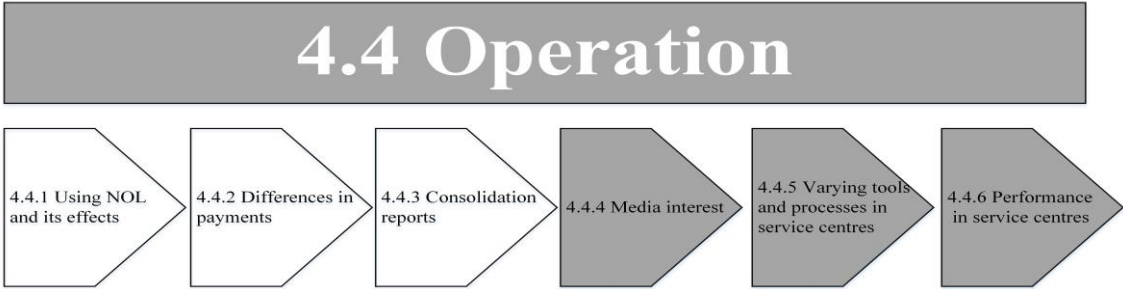 4.4 Operation
4.4.1 Using NOL
and its effects
4.4.2 Differences in
payments
4.4.3 Consolidation
reports
4.4.4 Media interest
4.4.5 Varying tools
and processes in
service centres
4.4.6 Performance
in service centres